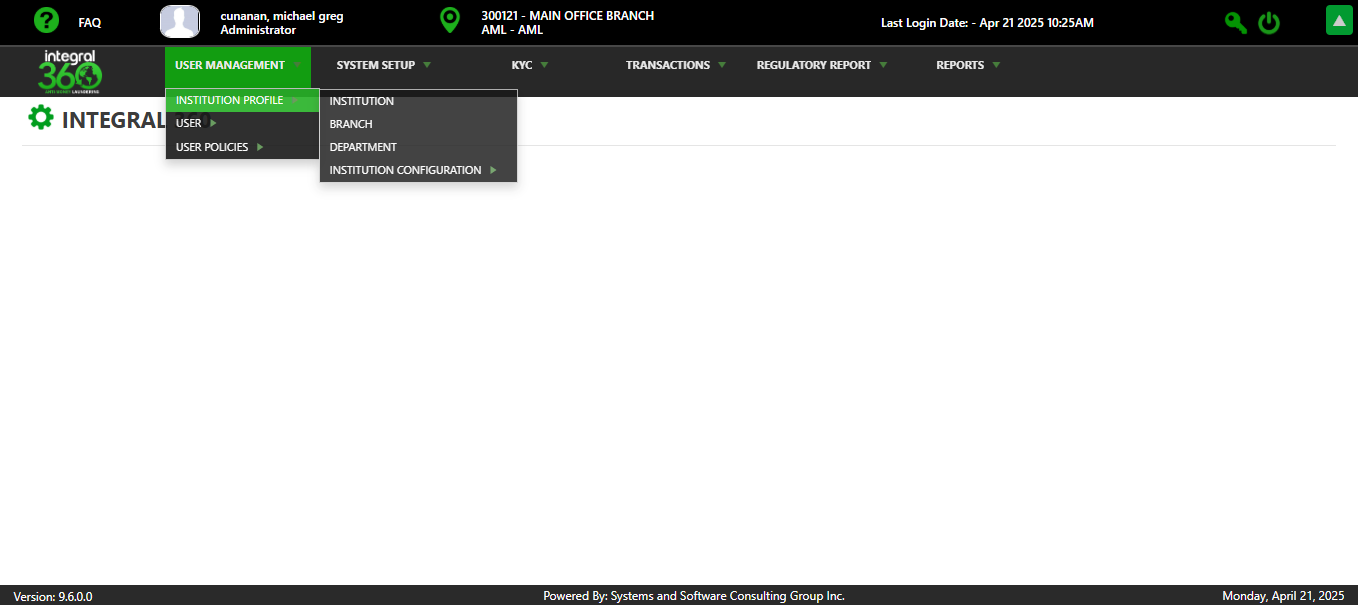 FAQ
cunanan, michael greg
Administrator
300121 - MAIN OFFICE BRANCH
AML - AML
Last Login Date: - Apr 21 2025 10:25AM
integral
360
USER MANAGEMENT
SYSTEM SETUP
KYC
TRANSACTIONS
REGULATORY REPORT
REPORTS
INSTITUTION PROFILE
USER
USER POLICIES
INSTITUTION
BRANCH
DEPARTMENT
INSTITUTION CONFIGURATION
INTEGRAL 360
Version: 9.6.0.0
Powered By: Systems and Software Consulting Group Inc.
Monday, April 21, 2025